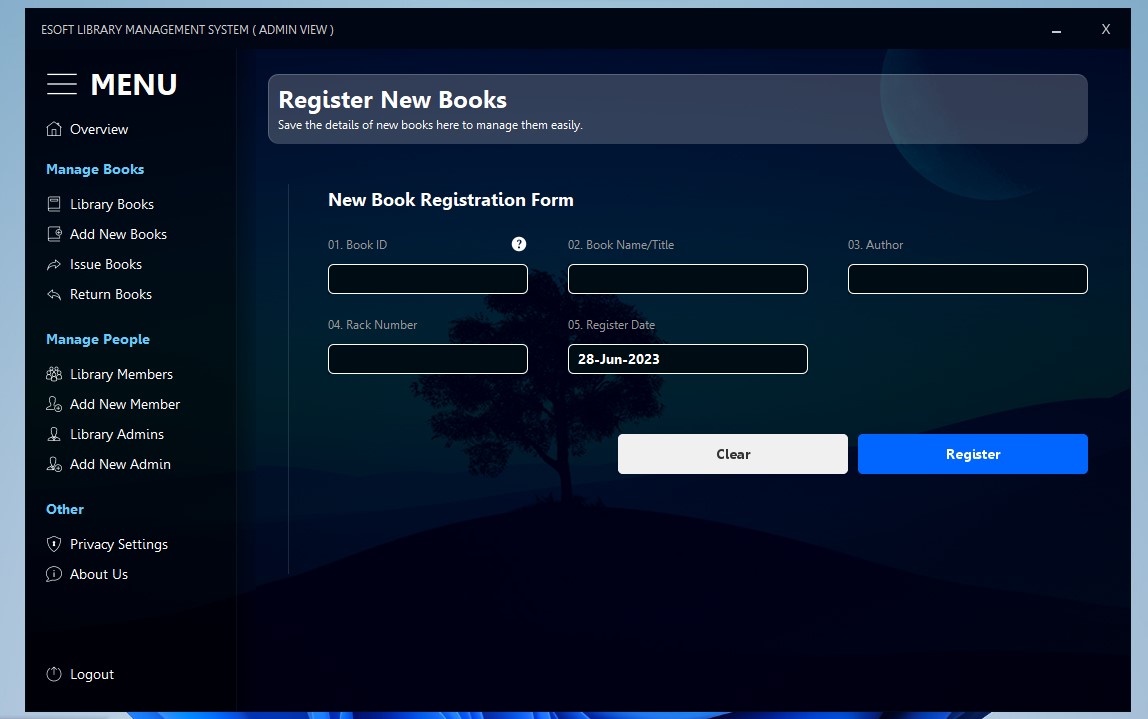 ESOFT LIBRARY MANAGEMENT SYSTEM ( ADMIN VIEW )
X
MENU
Overview
Manage Books
Library Books
Add New Books
Issue Books
Return Books
Manage People
Library Members
Add New Member
Library Admins
Add New Admin
Other
Privacy Settings
About Us
Logout
Register New Books
Save the details of new books here to manage them easily.
New Book Registration Form
01. Book ID ?
02. Book Name/Title
03. Author
04. Rack Number
05. Register Date
28-Jun-2023
Clear
Register